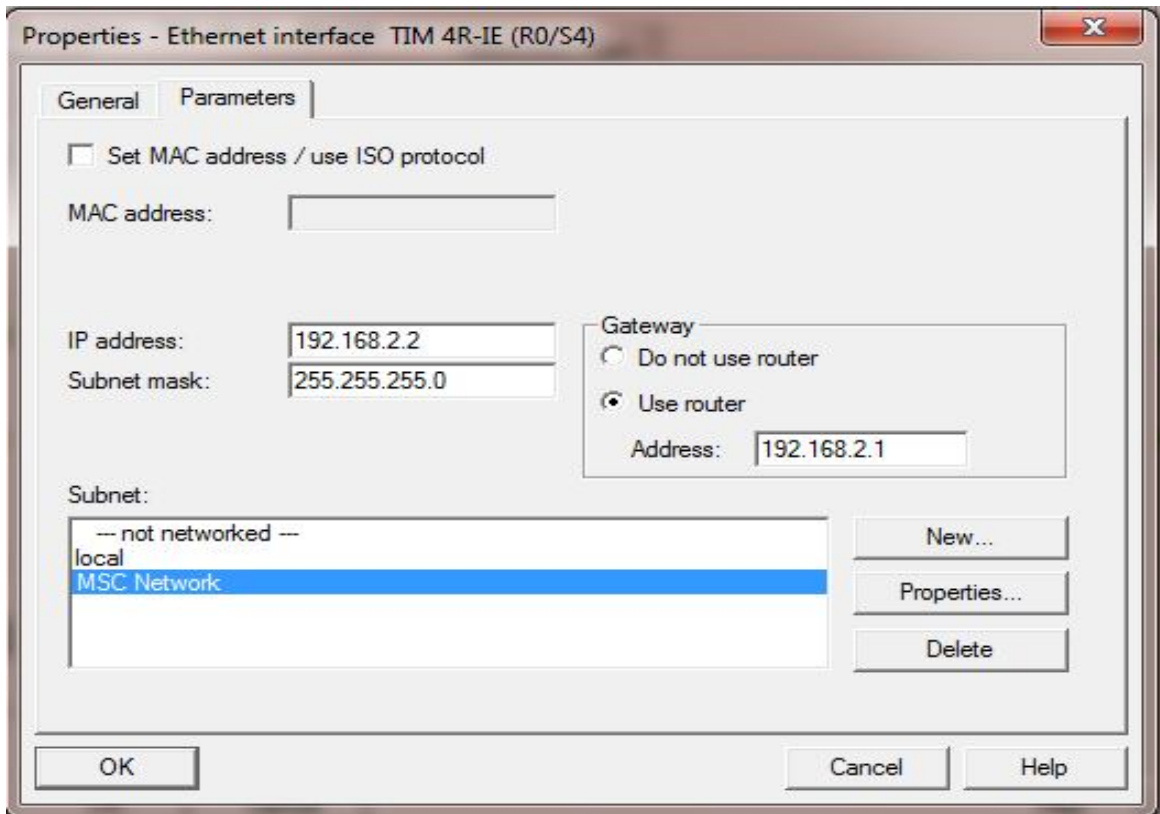 Properties - Ethernet interface TIM 4R-IE (R0/S4)
General
Parameters
Set MAC address / use ISO protocol
MAC address:
IP address:
192.168.2.2
Subnet mask:
255.255.255.0
Gateway
Do not use router
Use router
Address:
192.168.2.1
Subnet:
--- not networked ---
local
MSC Network
New...
Properties...
Delete
OK
Cancel
Help